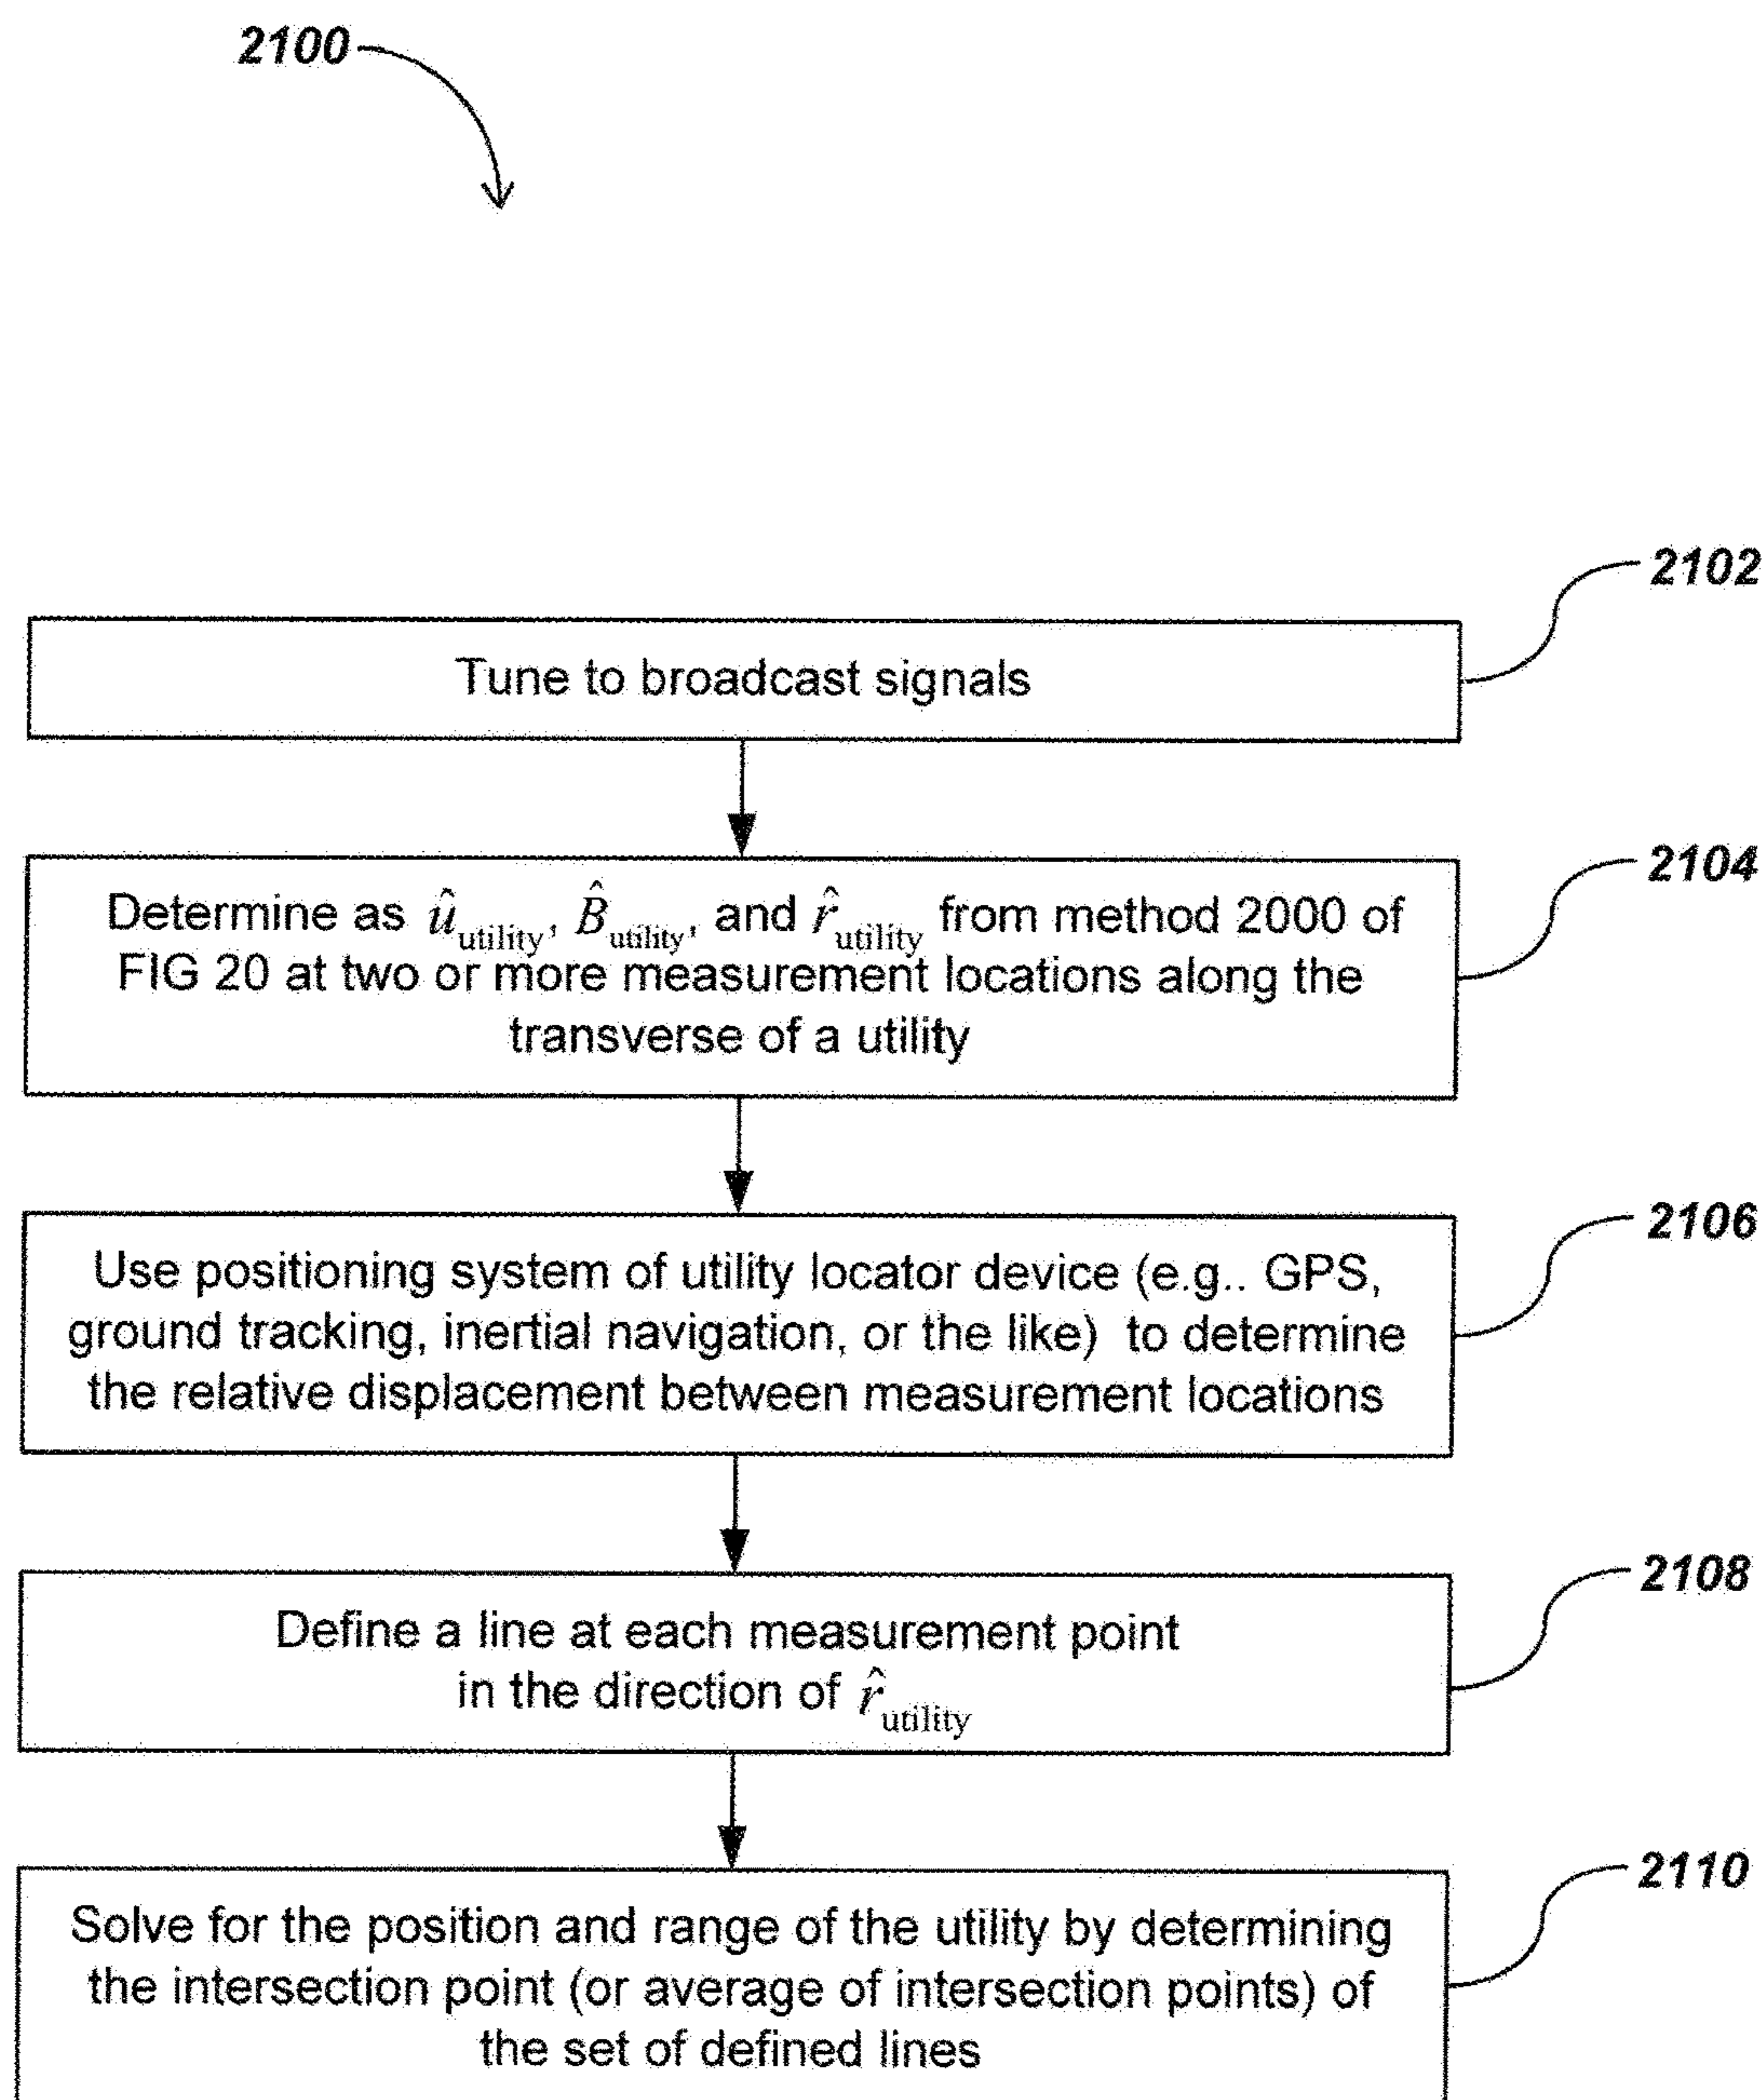 2100
2102
Tune to broadcast signals
2104
Determine as û utility, B̂ utility, and r̂ utility from method 2000 of
FIG 20 at two or more measurement locations along the
transverse of a utility
2106
Use positioning system of utility locator device (e.g.. GPS,
ground tracking, inertial navigation, or the like) to determine
the relative displacement between measurement locations
2108
Define a line at each measurement point
in the direction of r̂ utility
2110
Solve for the position and range of the utility by determining
the intersection point (or average of intersection points) of
the set of defined lines